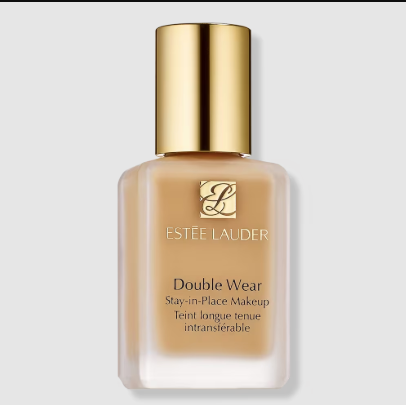 ESTĒE LAUDER
Double Wear
Stay-in-Place Makeup
Teint longue tenue
intransférable